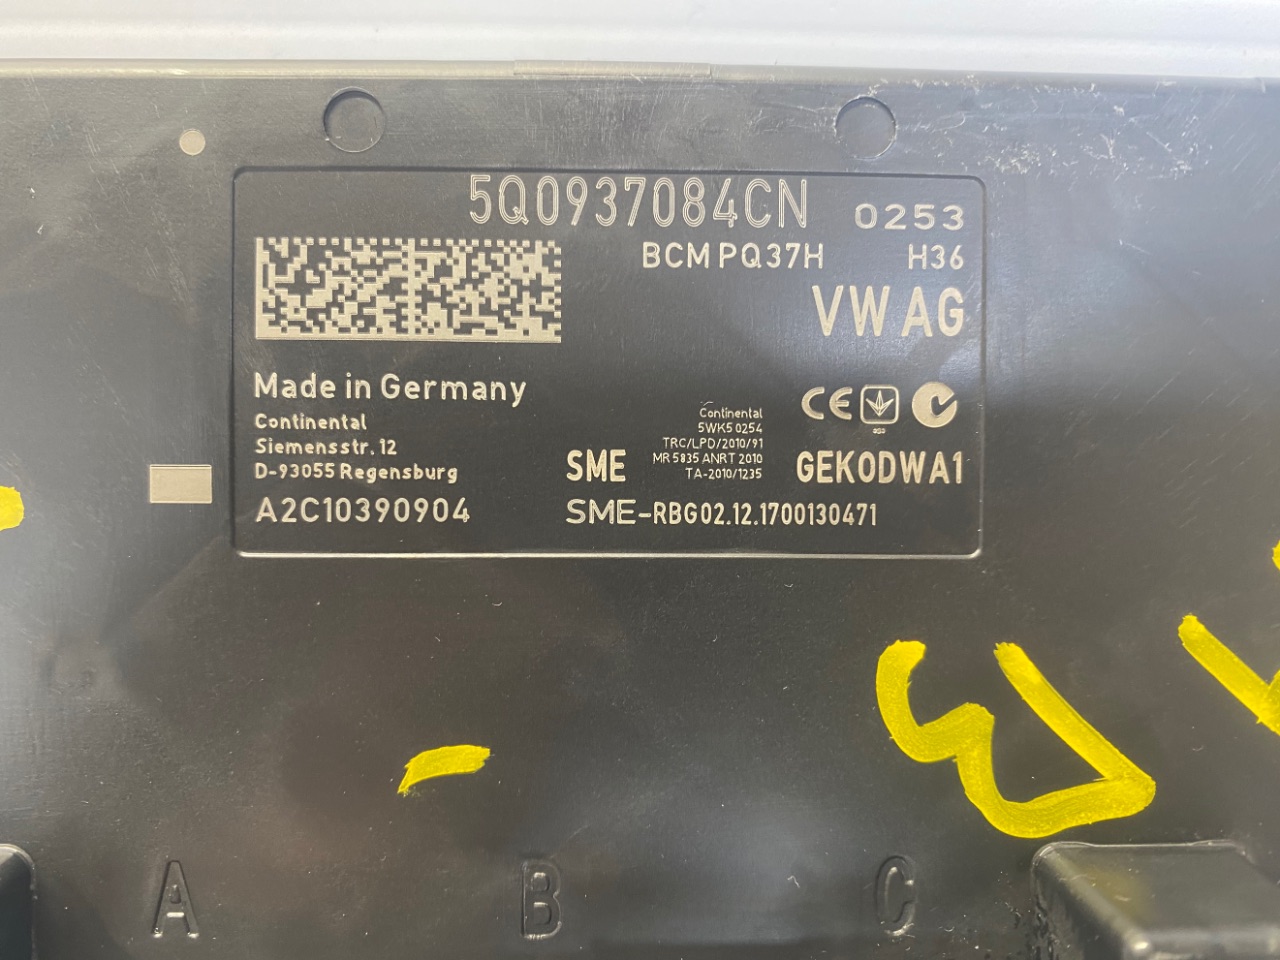 5Q0937084CN 0253
BCM PQ37H H36
VW AG
Made in Germany
Continental
Siemensstr. 12
D-93055 Regensburg
A2C10390904
Continental
5WK5 0254
TRC/LPD/2010/91
MR 5835 ANRT 2010
TA-2010/1235
SME
CE
GEKODWA1
SME-RBG02.12.1700130471
A B C